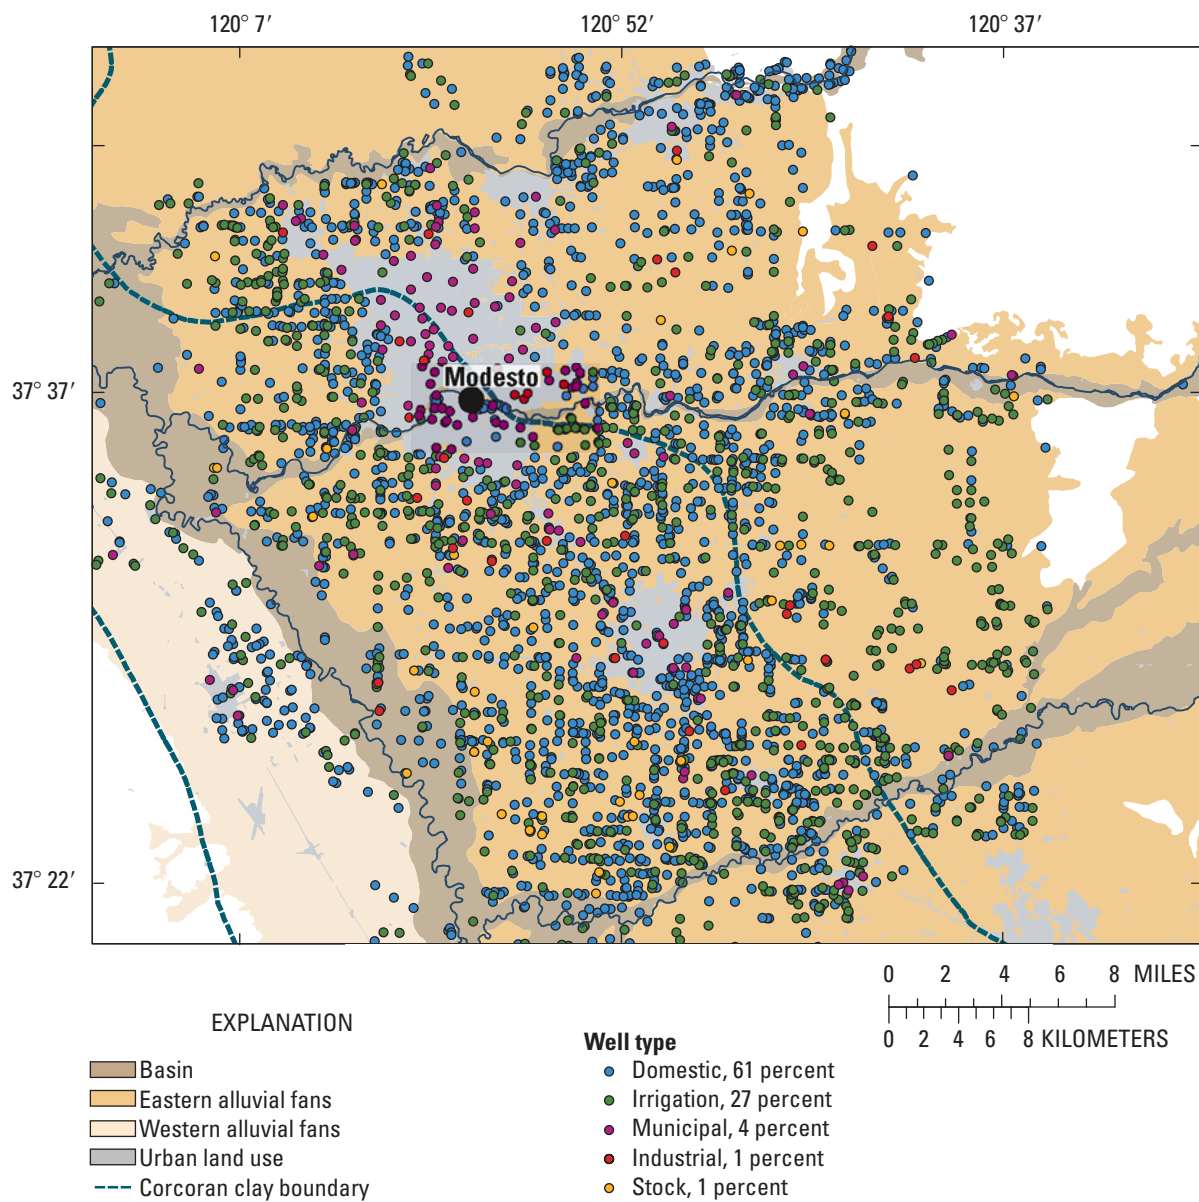 120° 7′ 120° 52′ 120° 37′
37° 37′
Modesto
37° 22′
0 2 4 6 8 MILES
0 2 4 6 8 KILOMETERS
EXPLANATION
Basin
Eastern alluvial fans
Western alluvial fans
Urban land use
Corcoran clay boundary
Well type
Domestic, 61 percent
Irrigation, 27 percent
Municipal, 4 percent
Industrial, 1 percent
Stock, 1 percent